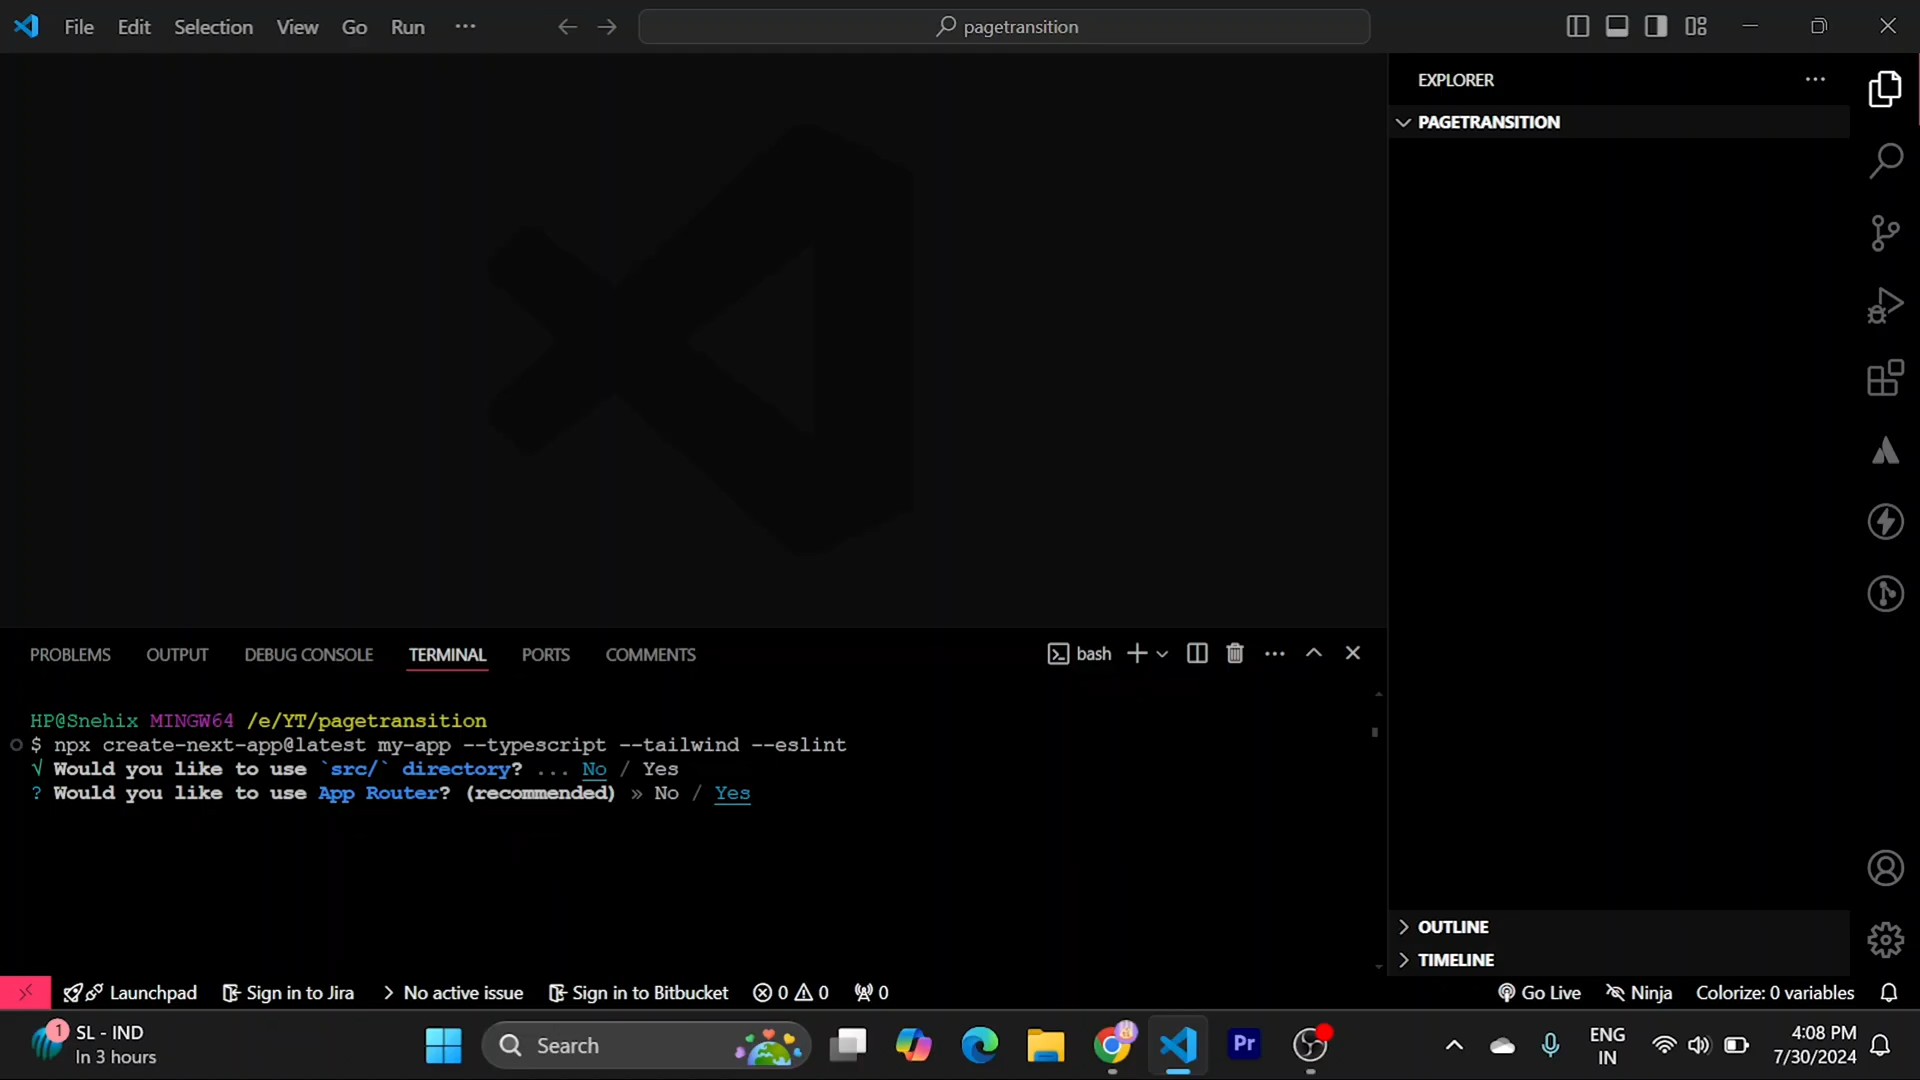 File Edit Selection View Go Run ···
pagetransition
EXPLORER
PAGETRANSITION
PROBLEMS OUTPUT DEBUG CONSOLE TERMINAL PORTS COMMENTS
bash
HP@Snehix MINGW64 /e/YT/pagetransition
$ npx create-next-app@latest my-app --typescript --tailwind --eslint
√ Would you like to use `src/` directory? ... No / Yes
? Would you like to use App Router? (recommended) » No / Yes
OUTLINE
TIMELINE
Launchpad Sign in to Jira No active issue Sign in to Bitbucket 0 0 0
Go Live Ninja Colorize: 0 variables
1
SL - IND
In 3 hours
Search
Pr
ENG
IN
4:08 PM
7/30/2024